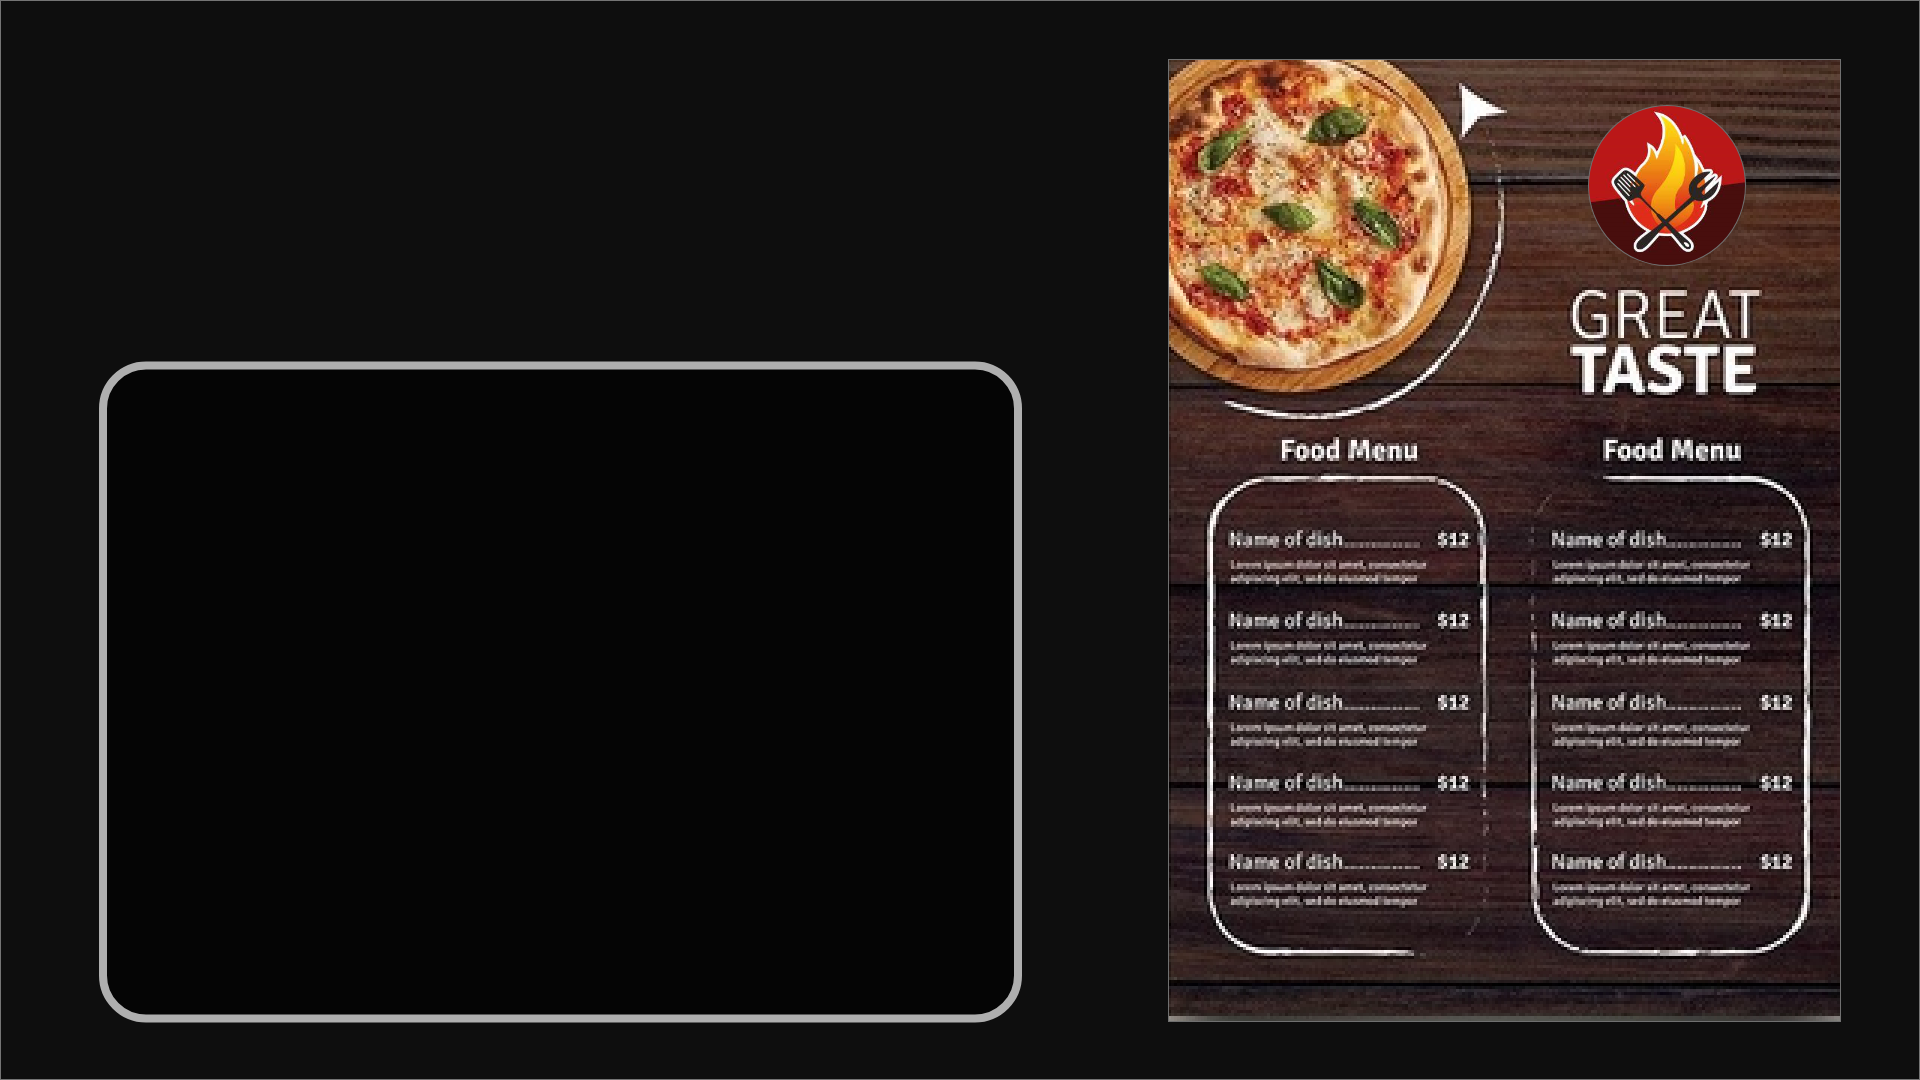 GREAT
TASTE
Food Menu
Name of dish.............. $12
Lorem ipsum dolor sit amet, consectetur
adipiscing elit, sed do eiusmod tempor
Name of dish.............. $12
Lorem ipsum dolor sit amet, consectetur
adipiscing elit, sed do eiusmod tempor
Name of dish.............. $12
Lorem ipsum dolor sit amet, consectetur
adipiscing elit, sed do eiusmod tempor
Name of dish.............. $12
Lorem ipsum dolor sit amet, consectetur
adipiscing elit, sed do eiusmod tempor
Name of dish.............. $12
Lorem ipsum dolor sit amet, consectetur
adipiscing elit, sed do eiusmod tempor
Food Menu
Name of dish.............. $12
Lorem ipsum dolor sit amet, consectetur
adipiscing elit, sed do eiusmod tempor
Name of dish.............. $12
Lorem ipsum dolor sit amet, consectetur
adipiscing elit, sed do eiusmod tempor
Name of dish.............. $12
Lorem ipsum dolor sit amet, consectetur
adipiscing elit, sed do eiusmod tempor
Name of dish.............. $12
Lorem ipsum dolor sit amet, consectetur
adipiscing elit, sed do eiusmod tempor
Name of dish.............. $12
Lorem ipsum dolor sit amet, consectetur
adipiscing elit, sed do eiusmod tempor